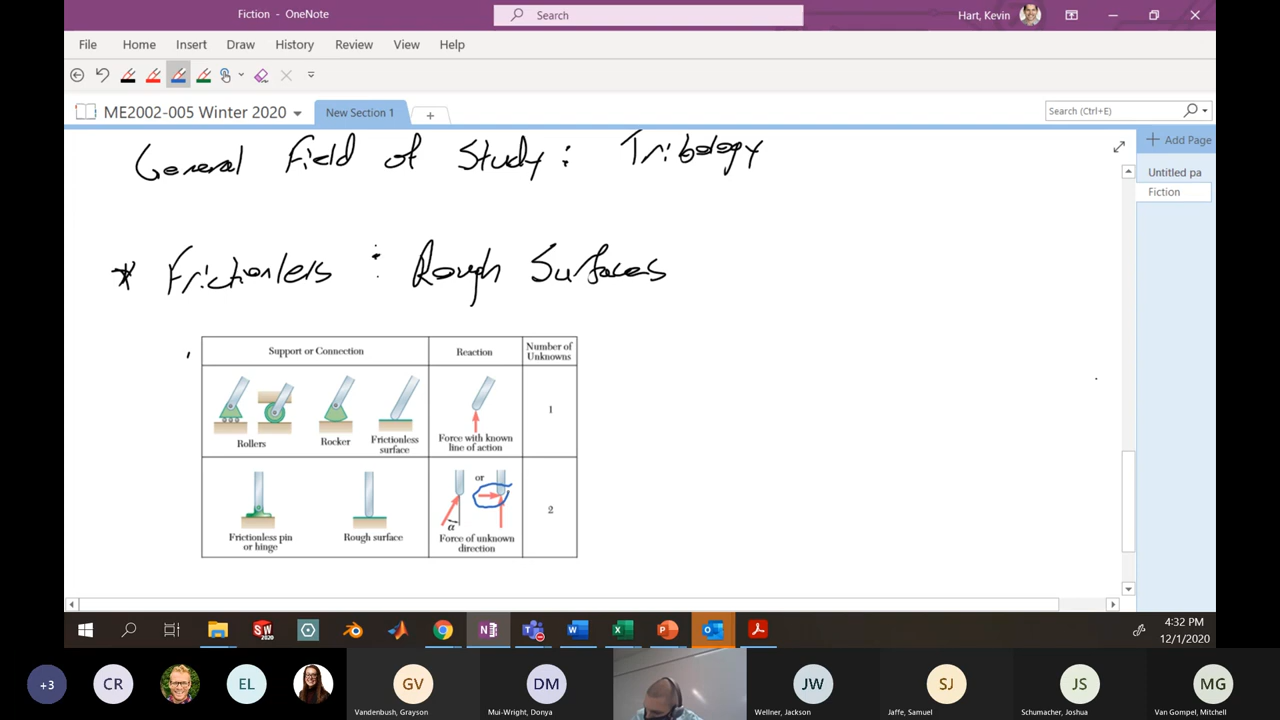 Fiction - OneNote
Search
Hart, Kevin
File Home Insert Draw History Review View Help
ME2002-005 Winter 2020
New Section 1
+
Search (Ctrl+E)
Add Page
Untitled pa
Fiction
General Field of Study: Tribology
* Frictionless : Rough Surfaces
Support or Connection Reaction Number of Unknowns
Rollers Rocker Frictionless surface Force with known line of action 1
or
α
Frictionless pin or hinge Rough surface Force of unknown direction 2
4:32 PM
12/1/2020
SW 2020
+3 CR EL GV DM JW SJ JS MG
Vandenbush, Grayson Mui-Wright, Donya Wellner, Jackson Jaffe, Samuel Schumacher, Joshua Van Gompel, Mitchell